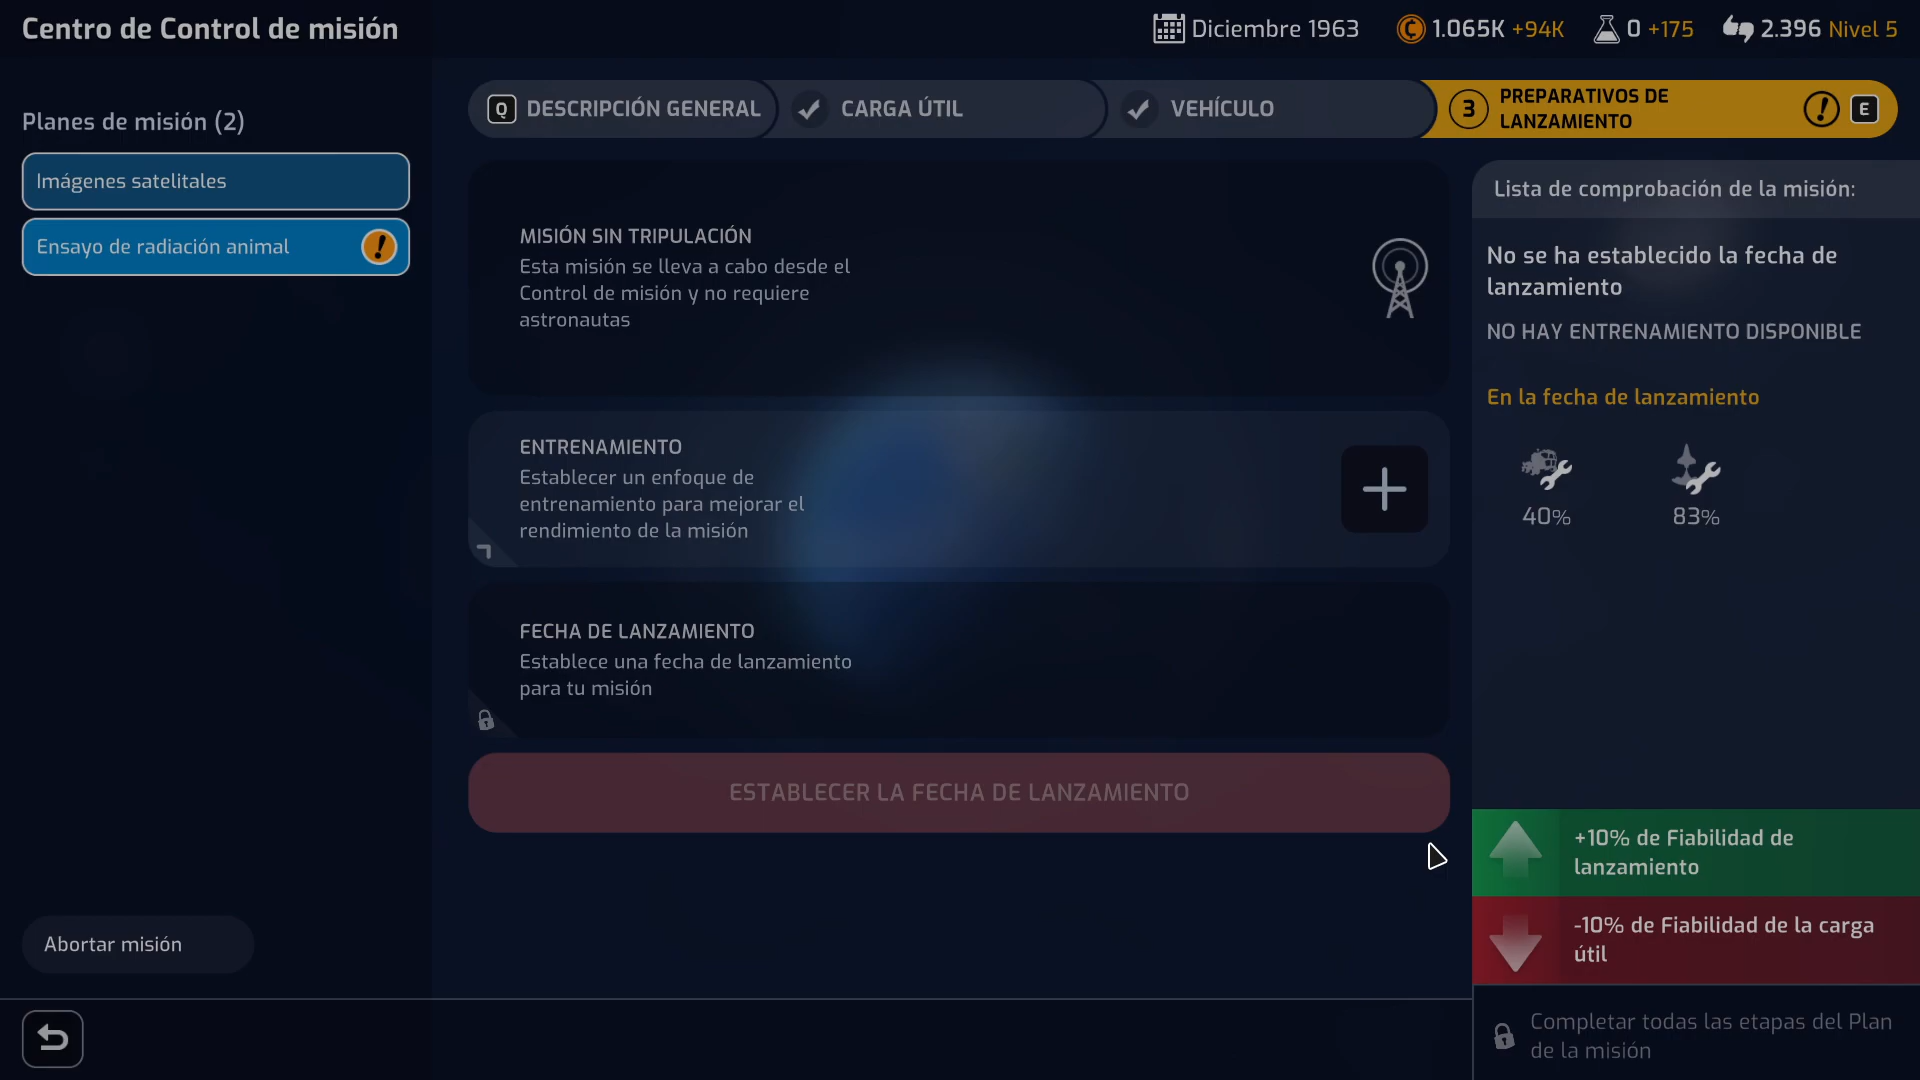 Centro de Control de misión
Diciembre 1963
1.065K +94K
0 +175
2.396 Nivel 5
Planes de misión (2)
Imágenes satelitales
Ensayo de radiación animal
Q DESCRIPCIÓN GENERAL
CARGA ÚTIL
VEHÍCULO
3 PREPARATIVOS DE
LANZAMIENTO
! E
MISIÓN SIN TRIPULACIÓN
Esta misión se lleva a cabo desde el
Control de misión y no requiere
astronautas
ENTRENAMIENTO
Establecer un enfoque de
entrenamiento para mejorar el
rendimiento de la misión
FECHA DE LANZAMIENTO
Establece una fecha de lanzamiento
para tu misión
ESTABLECER LA FECHA DE LANZAMIENTO
Lista de comprobación de la misión:
No se ha establecido la fecha de
lanzamiento
NO HAY ENTRENAMIENTO DISPONIBLE
En la fecha de lanzamiento
40%
83%
+10% de Fiabilidad de
lanzamiento
-10% de Fiabilidad de la carga
útil
Completar todas las etapas del Plan
de la misión
Abortar misión